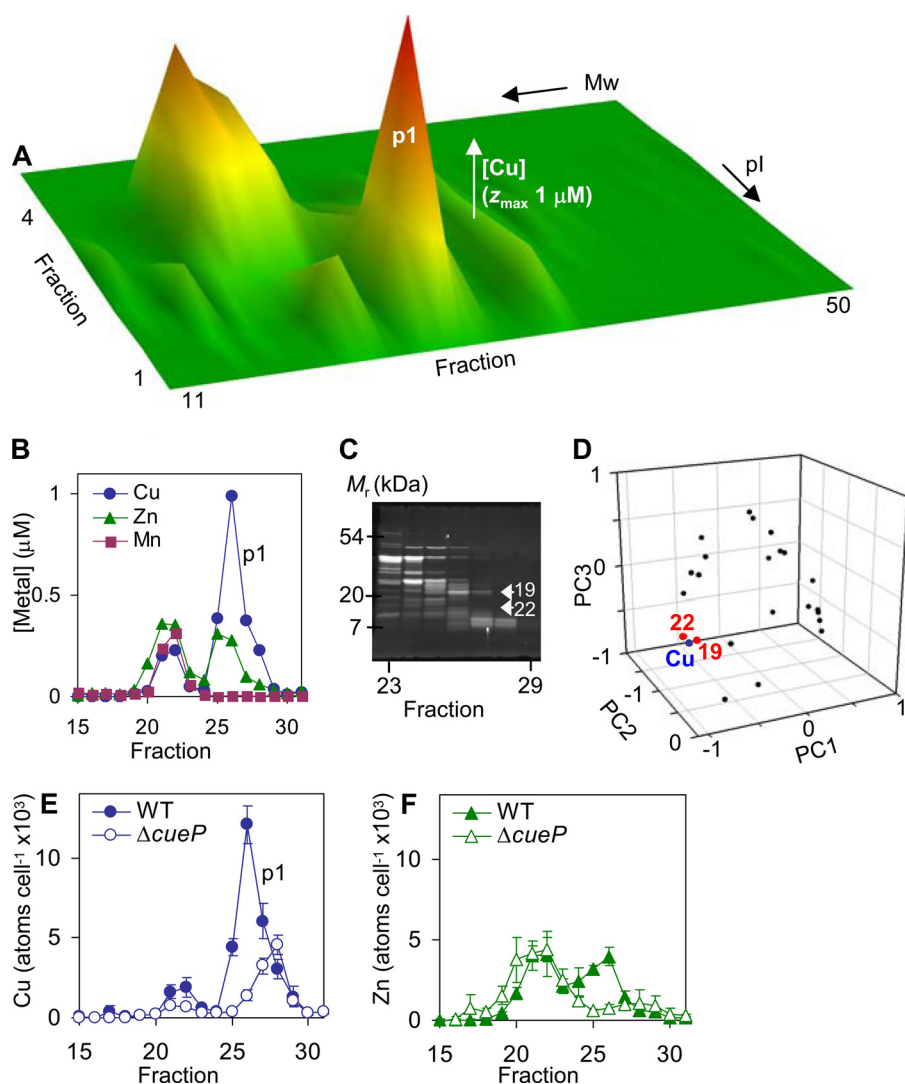 A
Mw
p1
[Cu]
(zmax 1 μM)
pI
4
Fraction
1
11
Fraction
50
B
Cu
Zn
Mn
p1
1
0.5
0
[Metal] (μM)
15 20 25 30
Fraction
C
Mr (kDa)
54
20
7
19
22
23 29
Fraction
D
1
0
-1
PC3
22
19
Cu
-1
-1
0
PC2
-1
0
1
PC1
E
WT
ΔcueP
p1
10
5
0
Cu (atoms cell-1 x10³)
15 20 25 30
Fraction
F
WT
ΔcueP
10
5
0
Zn (atoms cell-1 x10³)
15 20 25 30
Fraction